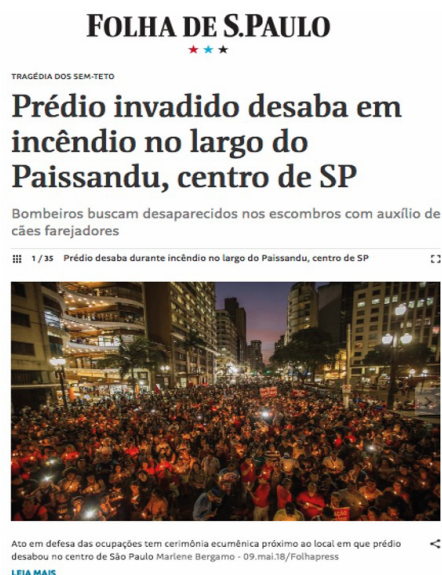 FOLHA DE S.PAULO
TRAGÉDIA DOS SEM-TETO
Prédio invadido desaba em
incêndio no largo do
Paissandu, centro de SP
Bombeiros buscam desaparecidos nos escombros com auxílio de
cães farejadores
1 / 35 Prédio desaba durante incêndio no largo do Paissandu, centro de SP
Ato em defesa das ocupações tem cerimônia ecumênica próximo ao local em que prédio
desabou no centro de São Paulo Marlene Bergamo - 09.mai.18/Folhapress
LEIA MAIS